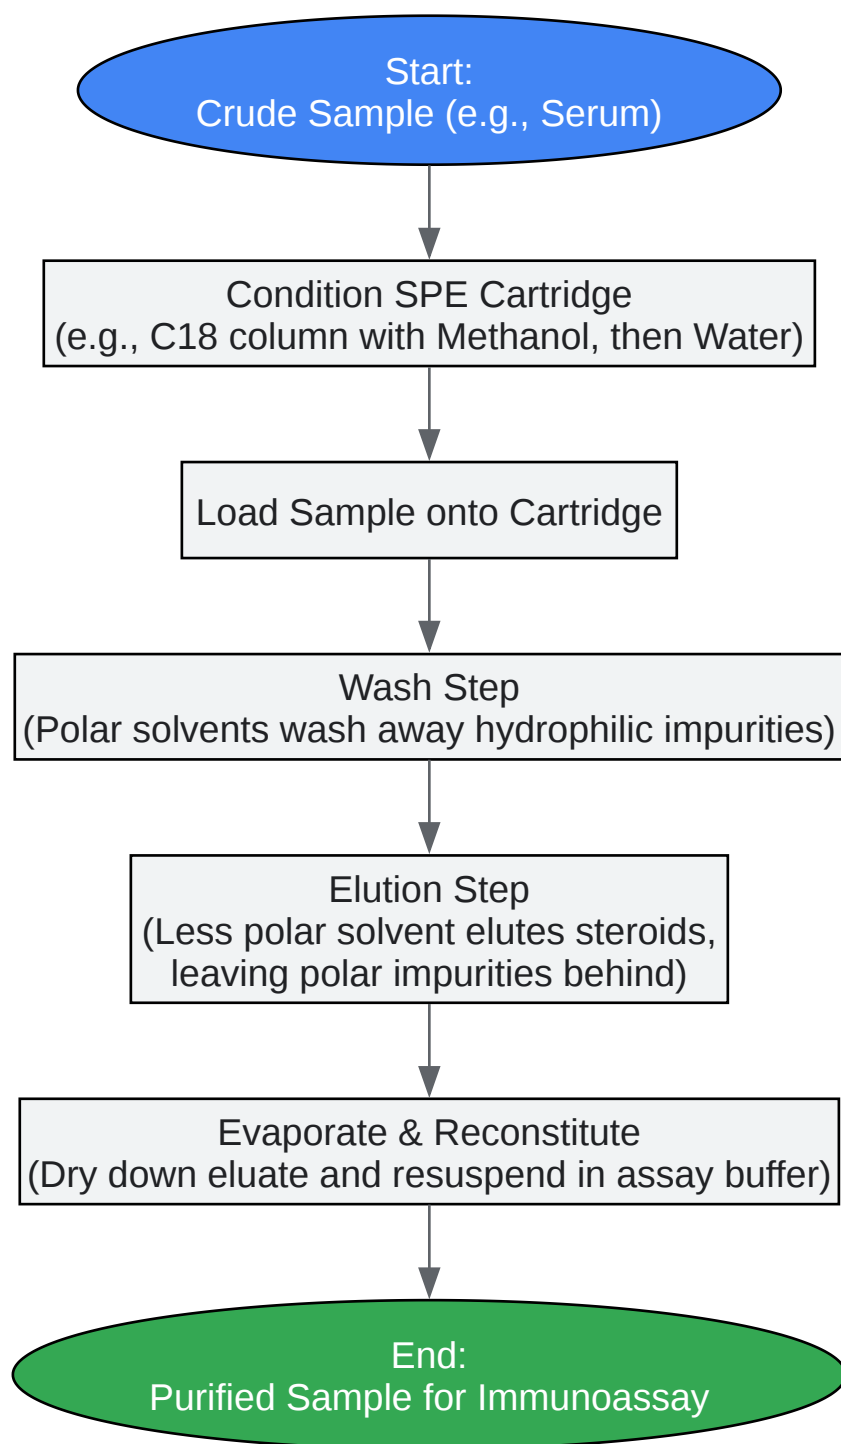 Start:
Crude Sample (e.g., Serum)
Condition SPE Cartridge
(e.g., C18 column with Methanol, then Water)
Load Sample onto Cartridge
Wash Step
(Polar solvents wash away hydrophilic impurities)
Elution Step
(Less polar solvent elutes steroids,
leaving polar impurities behind)
Evaporate & Reconstitute
(Dry down eluate and resuspend in assay buffer)
End:
Purified Sample for Immunoassay